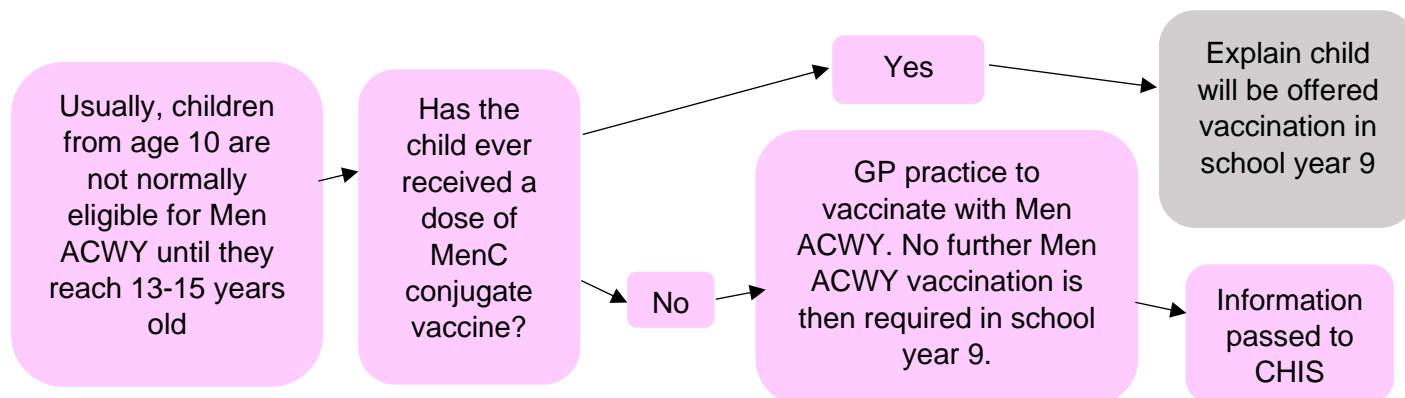 Usually, children
from age 10 are
not normally
eligible for Men
ACWY until they
reach 13-15 years
old
Has the
child ever
received a
dose of
MenC
conjugate
vaccine?
Yes
Explain child
will be offered
vaccination in
school year 9
No
GP practice to
vaccinate with Men
ACWY. No further Men
ACWY vaccination is
then required in school
year 9.
Information
passed to
CHIS